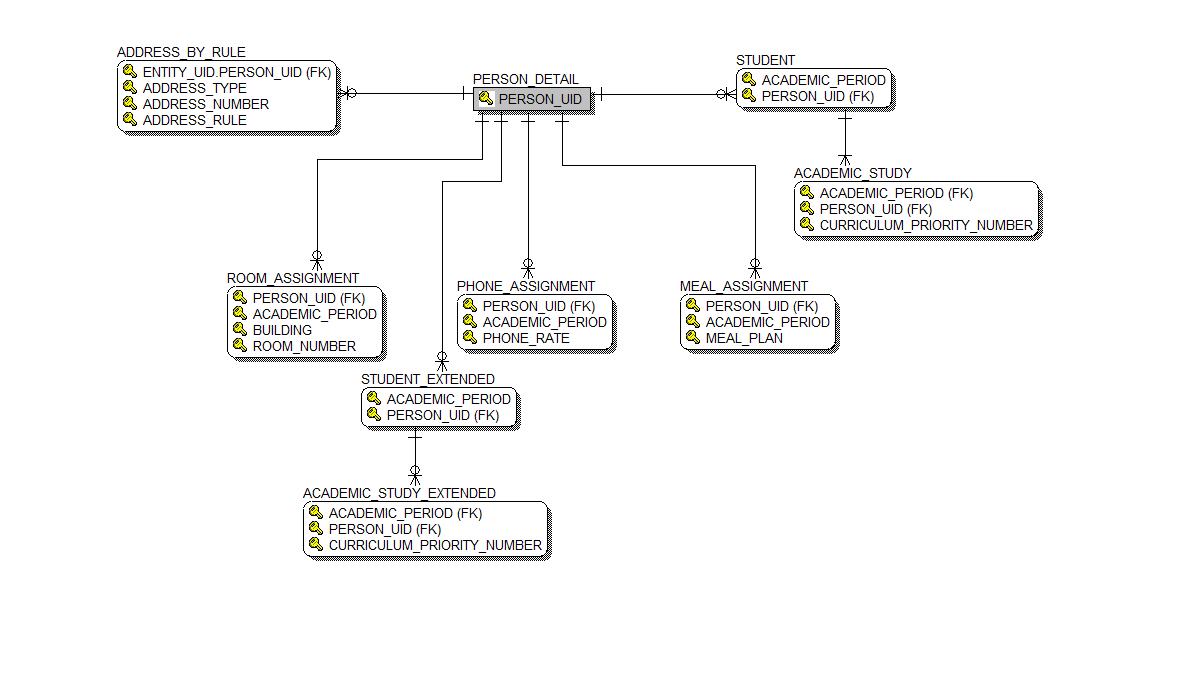 ADDRESS_BY_RULE
ENTITY_UID.PERSON_UID (FK)
ADDRESS_TYPE
ADDRESS_NUMBER
ADDRESS_RULE
PERSON_DETAIL
PERSON_UID
STUDENT
ACADEMIC_PERIOD
PERSON_UID (FK)
ACADEMIC_STUDY
ACADEMIC_PERIOD (FK)
PERSON_UID (FK)
CURRICULUM_PRIORITY_NUMBER
ROOM_ASSIGNMENT
PERSON_UID (FK)
ACADEMIC_PERIOD
BUILDING
ROOM_NUMBER
PHONE_ASSIGNMENT
PERSON_UID (FK)
ACADEMIC_PERIOD
PHONE_RATE
MEAL_ASSIGNMENT
PERSON_UID (FK)
ACADEMIC_PERIOD
MEAL_PLAN
STUDENT_EXTENDED
ACADEMIC_PERIOD
PERSON_UID (FK)
ACADEMIC_STUDY_EXTENDED
ACADEMIC_PERIOD (FK)
PERSON_UID (FK)
CURRICULUM_PRIORITY_NUMBER